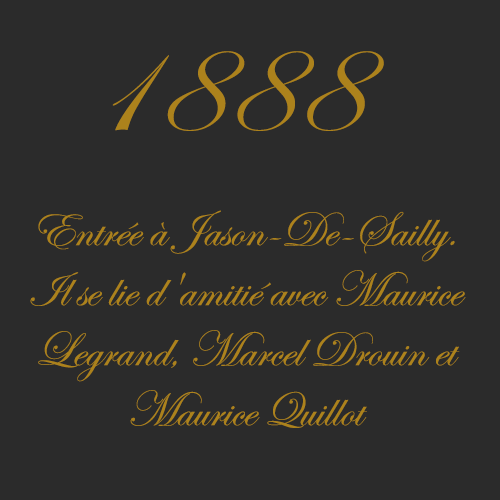 1888
Entrée à Jason-De-Sailly.
Il se lie d'amitié avec Maurice
Legrand, Marcel Drouin et
Maurice Quillot